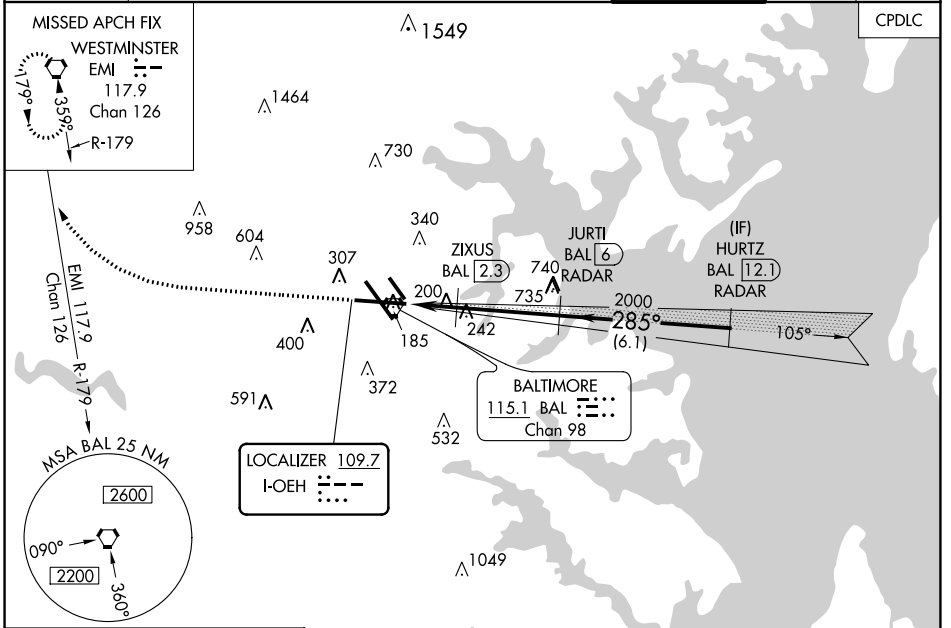 MISSED APCH FIX
WESTMINSTER
EMI
117.9
Chan 126
179°
359°
R-179
1549
CPDLC
1464
730
958
604
340
307
ZIXUS
BAL 2.3
JURTI
BAL 6
RADAR
(IF)
HURTZ
BAL 12.1
RADAR
740
735
200
242
2000
285°
(6.1)
105°
185
400
372
591
532
EMI 117.9
Chan 126
R-179
BALTIMORE
115.1 BAL
Chan 98
LOCALIZER 109.7
I-OEH
MSA BAL 25 NM
2600
090°
2200
360°
1049